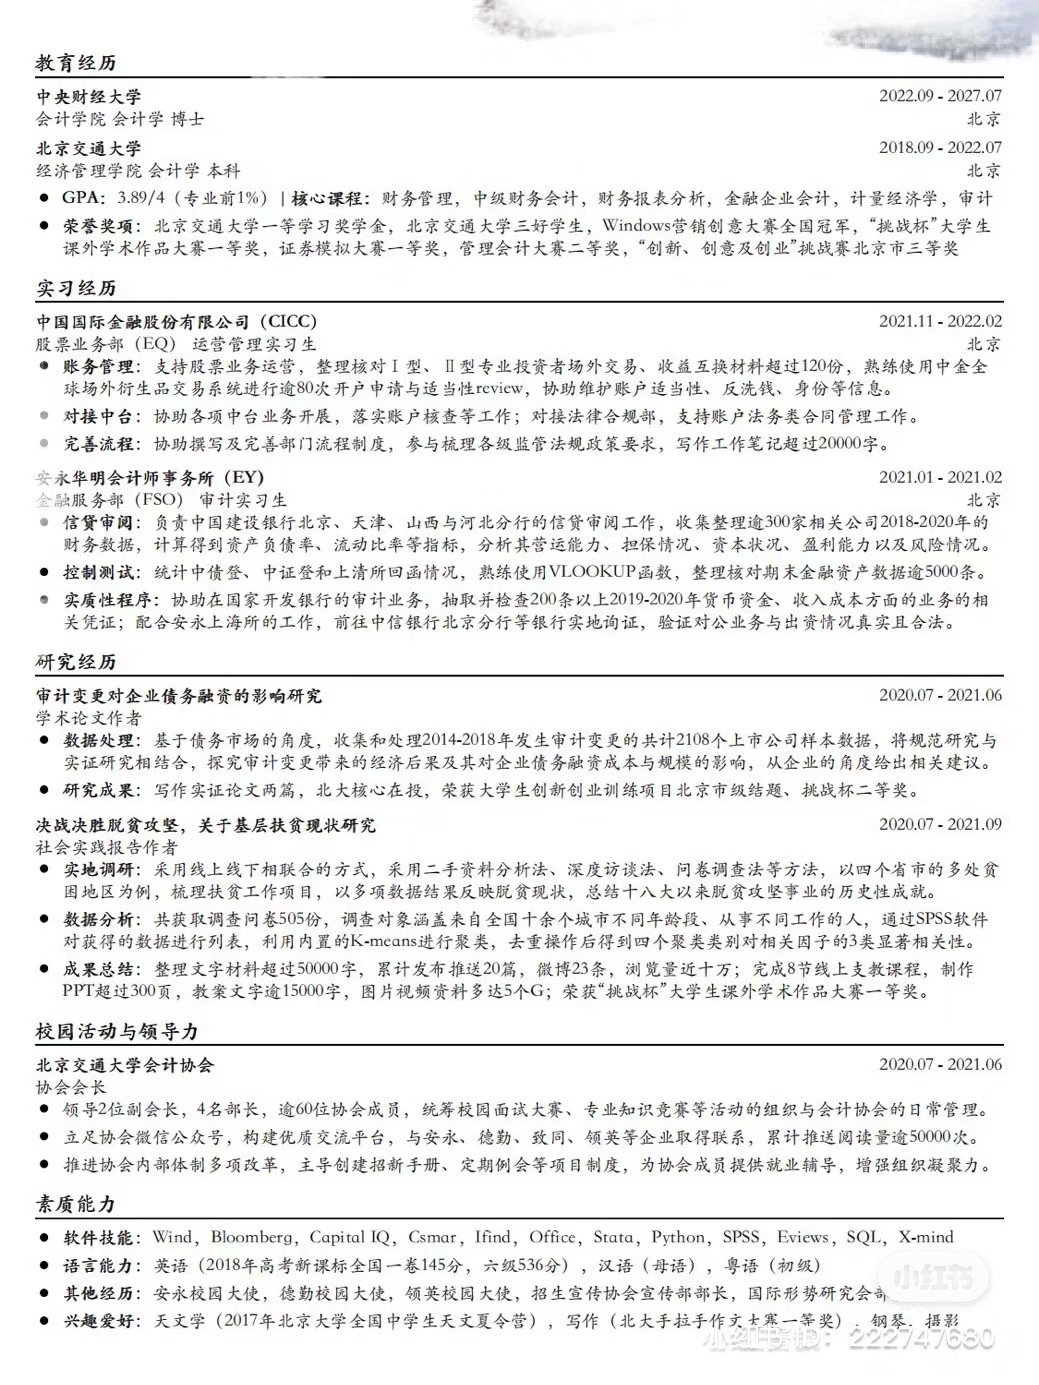 教育经历
中央财经大学 2022.09 - 2027.07
会计学院 会计学 博士 北京
北京交通大学 2018.09 - 2022.07
经济管理学院 会计学 本科 北京
● GPA：3.89/4（专业前1%）| 核心课程：财务管理，中级财务会计，财务报表分析，金融企业会计，计量经济学，审计
● 荣誉奖项：北京交通大学一等学习奖学金，北京交通大学三好学生，Windows营销创意大赛全国冠军，“挑战杯”大学生
课外学术作品大赛一等奖，证券模拟大赛一等奖，管理会计大赛二等奖，“创新、创意及创业”挑战赛北京市三等奖
实习经历
中国国际金融股份有限公司（CICC） 2021.11 - 2022.02
股票业务部（EQ） 运营管理实习生 北京
● 账务管理：支持股票业务运营，整理核对Ⅰ型、Ⅱ型专业投资者场外交易、收益互换材料超过120份，熟练使用中金全
球场外衍生品交易系统进行逾80次开户申请与适当性review，协助维护账户适当性、反洗钱、身份等信息。
● 对接中台：协助各项中台业务开展，落实账户核查等工作；对接法律合规部，支持账户法务类合同管理工作。
● 完善流程：协助撰写及完善部门流程制度，参与梳理各级监管法规政策要求，写作工作笔记超过20000字。
安永华明会计师事务所（EY） 2021.01 - 2021.02
金融服务部（FSO） 审计实习生 北京
● 信贷审阅：负责中国建设银行北京、天津、山西与河北分行的信贷审阅工作，收集整理逾300家相关公司2018-2020年的
财务数据，计算得到资产负债率、流动比率等指标，分析其营运能力、担保情况、资本状况、盈利能力以及风险情况。
● 控制测试：统计中债登、中证登和上清所回函情况，熟练使用VLOOKUP函数，整理核对期末金融资产数据逾5000条。
● 实质性程序：协助在国家开发银行的审计业务，抽取并检查200条以上2019-2020年货币资金、收入成本方面的业务的相
关凭证；配合安永上海所的工作，前往中信银行北京分行等银行实地询证，验证对公业务与出资情况真实且合法。
研究经历
审计变更对企业债务融资的影响研究 2020.07 - 2021.06
学术论文作者
● 数据处理：基于债务市场的角度，收集和处理2014-2018年发生审计变更的共计2108个上市公司样本数据，将规范研究与
实证研究相结合，探究审计变更带来的经济后果及其对企业债务融资成本与规模的影响，从企业的角度给出相关建议。
● 研究成果：写作实证论文两篇，北大核心在投，荣获大学生创新创业训练项目北京市级结题、挑战杯二等奖。
决战决胜脱贫攻坚，关于基层扶贫现状研究 2020.07 - 2021.09
社会实践报告作者
● 实地调研：采用线上线下相联合的方式，采用二手资料分析法、深度访谈法、问卷调查法等方法，以四个省市的多处贫
困地区为例，梳理扶贫工作项目，以多项数据结果反映脱贫现状，总结十八大以来脱贫攻坚事业的历史性成就。
● 数据分析：共获取调查问卷505份，调查对象涵盖来自全国十余个城市不同年龄段、从事不同工作的人，通过SPSS软件
对获得的数据进行列表，利用内置的K-means进行聚类，去重操作后得到四个聚类类别对相关因子的3类显著相关性。
● 成果总结：整理文字材料超过50000字，累计发布推送20篇，微博23条，浏览量近十万；完成8节线上支教课程，制作
PPT超过300页，教案文字逾15000字，图片视频资料多达5个G；荣获“挑战杯”大学生课外学术作品大赛一等奖。
校园活动与领导力
北京交通大学会计协会 2020.07 - 2021.06
协会会长
● 领导2位副会长，4名部长，逾60位协会成员，统筹校园面试大赛、专业知识竞赛等活动的组织与会计协会的日常管理。
● 立足协会微信公众号，构建优质交流平台，与安永、德勤、致同、领英等企业取得联系，累计推送阅读量逾50000次。
● 推进协会内部体制多项改革，主导创建招新手册、定期例会等项目制度，为协会成员提供就业辅导，增强组织凝聚力。
素质能力
● 软件技能：Wind，Bloomberg，Capital IQ，Csmar，Ifind，Office，Stata，Python，SPSS，Eviews，SQL，X-mind
● 语言能力：英语（2018年高考新课标全国一卷145分，六级536分），汉语（母语），粤语（初级）
● 其他经历：安永校园大使，德勤校园大使，领英校园大使，招生宣传协会宣传部部长，国际形势研究会部
● 兴趣爱好：天文学（2017年北京大学全国中学生天文夏令营），写作（北大手拉手作文大赛一等奖），钢琴，摄影
小红书
小红书号：222747680